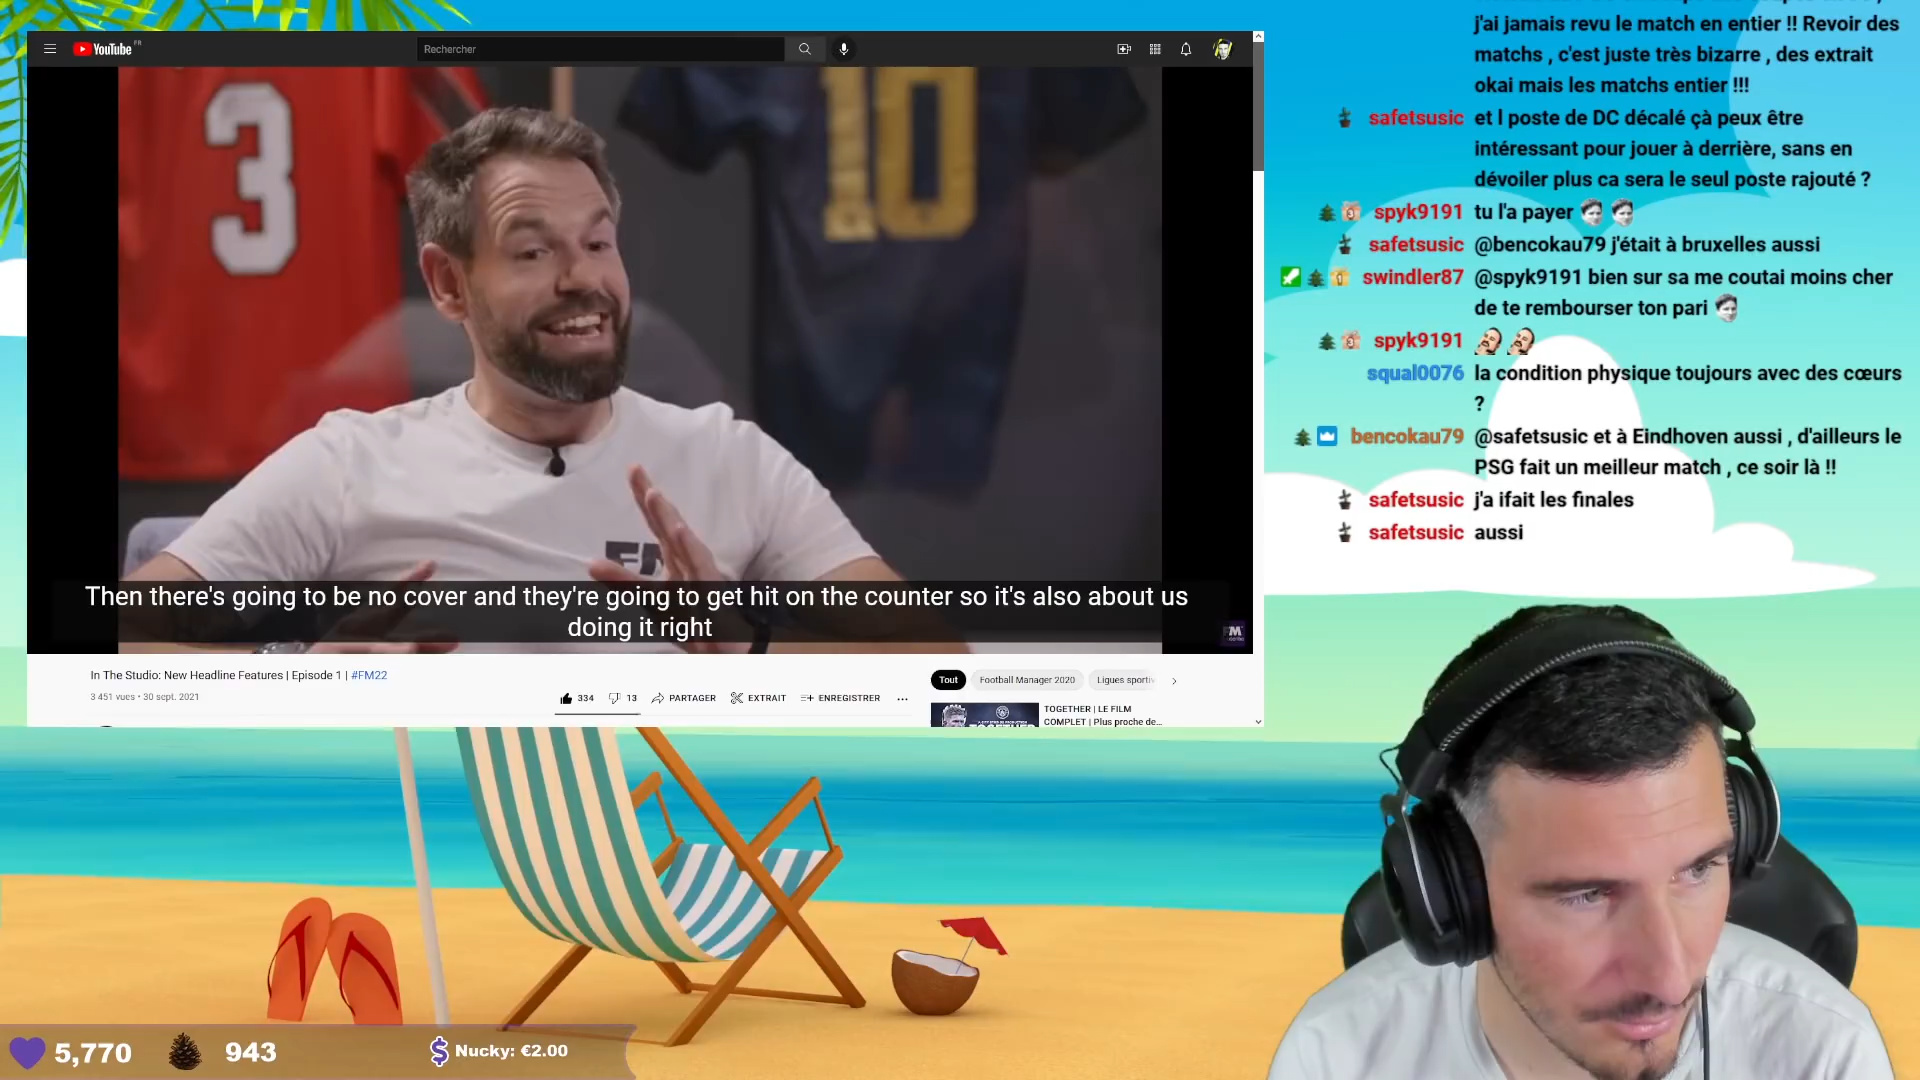 YouTube FR
Rechercher
3
10
FM
Then there's going to be no cover and they're going to get hit on the counter so it's also about us
doing it right
FM
In The Studio: New Headline Features | Episode 1 | #FM22
3 451 vues • 30 sept. 2021
334
13
PARTAGER
EXTRAIT
ENREGISTRER
Tout
Football Manager 2020
Ligues sportiv
TOGETHER | LE FILM
COMPLET | Plus proche de...
j'ai jamais revu le match en entier !! Revoir des
matchs , c'est juste très bizarre , des extrait
okai mais les matchs entier !!!
safetsusic et l poste de DC décalé çà peux être
intéressant pour jouer à derrière, sans en
dévoiler plus ca sera le seul poste rajouté ?
spyk9191 tu l'a payer
safetsusic @bencokau79 j'était à bruxelles aussi
swindler87 @spyk9191 bien sur sa me coutai moins cher
de te rembourser ton pari
spyk9191
squal0076 la condition physique toujours avec des cœurs
?
bencokau79 @safetsusic et à Eindhoven aussi , d'ailleurs le
PSG fait un meilleur match , ce soir là !!
safetsusic j'a ifait les finales
safetsusic aussi
5,770
943
Nucky: €2.00